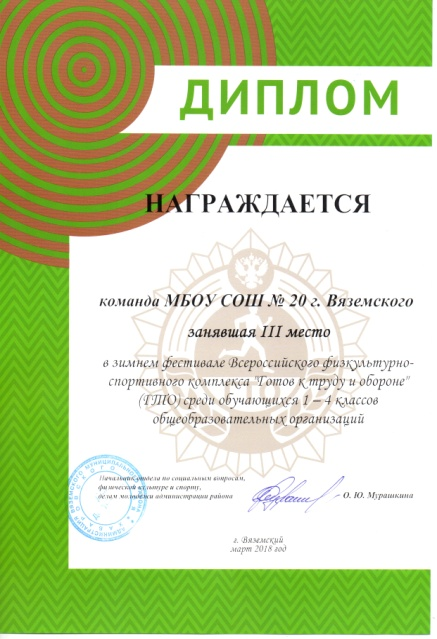 ДИПЛОМ
НАГРАЖДАЕТСЯ
команда МБОУ СОШ № 20 г. Вяземского
занявшая III место
в зимнем фестивале Всероссийского физкультурно-
спортивного комплекса "Готов к труду и обороне"
(ГТО) среди обучающихся 1 – 4 классов
общеобразовательных организаций
Начальник отдела по социальным вопросам,
физической культуре и спорту,
делам молодежи администрации района
- О. Ю. Мурашкина
г. Вяземский
март 2018 год